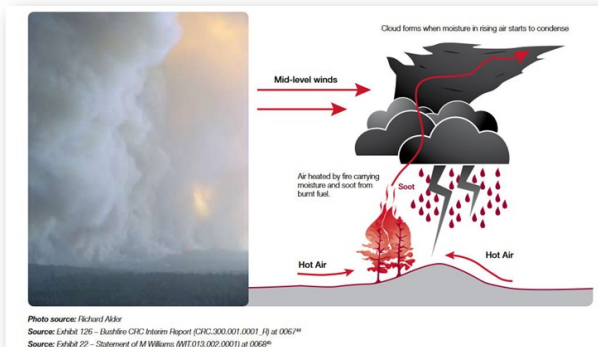 Cloud forms when moisture in rising air starts to condense
Mid-level winds
Air heated by fire carrying
moisture and soot from
burnt fuel.
Soot
Hot Air
Hot Air
Photo source: Richard Alder
Source: Exhibit 126 – Bushfire CRC Interim Report (CRC.300.001.0001_R) at 0067⁴⁴
Source: Exhibit 22 – Statement of M Williams (WIT.013.002.0001) at 0068⁴⁵